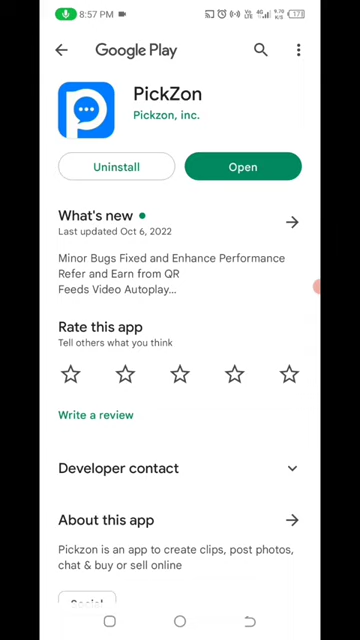 8:57 PM
Google Play
PickZon
Pickzon, inc.
Uninstall
Open
What's new
Last updated Oct 6, 2022
Minor Bugs Fixed and Enhance Performance
Refer and Earn from QR
Feeds Video Autoplay...
Rate this app
Tell others what you think
Write a review
Developer contact
About this app
Pickzon is an app to create clips, post photos,
chat & buy or sell online
Social